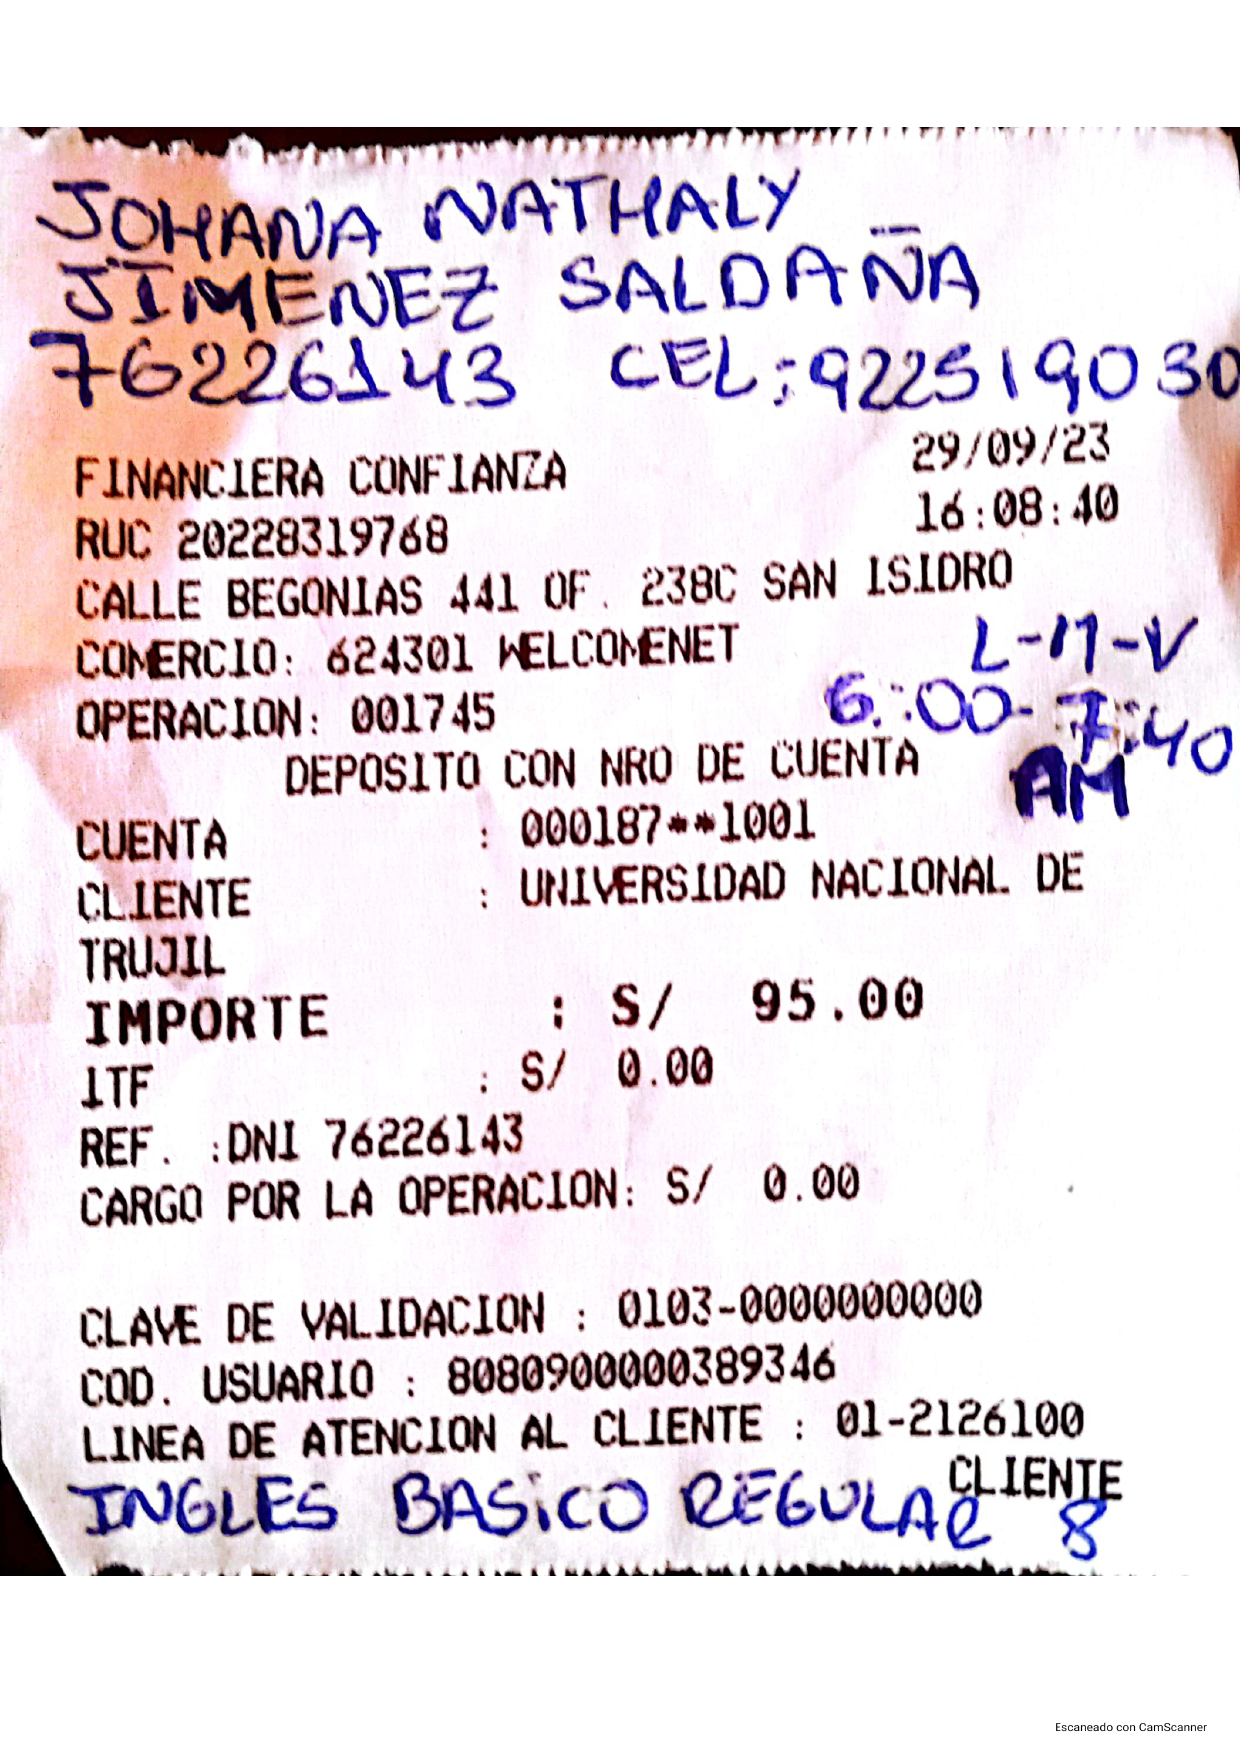 JOHANA NATHALY
JIMENEZ SALDAÑA
76226143 CEL:922519030
FINANCIERA CONFIANZA 29/09/23
RUC 20228319768 16:08:40
CALLE BEGONIAS 441 OF. 238C SAN ISIDRO
COMERCIO: 624301 WELCOMENET
L-M-V
OPERACION: 001745
6:00-7:40
AM
DEPOSITO CON NRO DE CUENTA
CUENTA : 000187**1001
CLIENTE : UNIVERSIDAD NACIONAL DE
TRUJIL
IMPORTE : S/ 95.00
ITF : S/ 0.00
REF. :DNI 76226143
CARGO POR LA OPERACION: S/ 0.00
CLAVE DE VALIDACION : 0103-0000000000
COD. USUARIO : 8080900000389346
LINEA DE ATENCION AL CLIENTE : 01-2126100
CLIENTE
INGLES BASiCO REGULAR 8
Escaneado con CamScanner